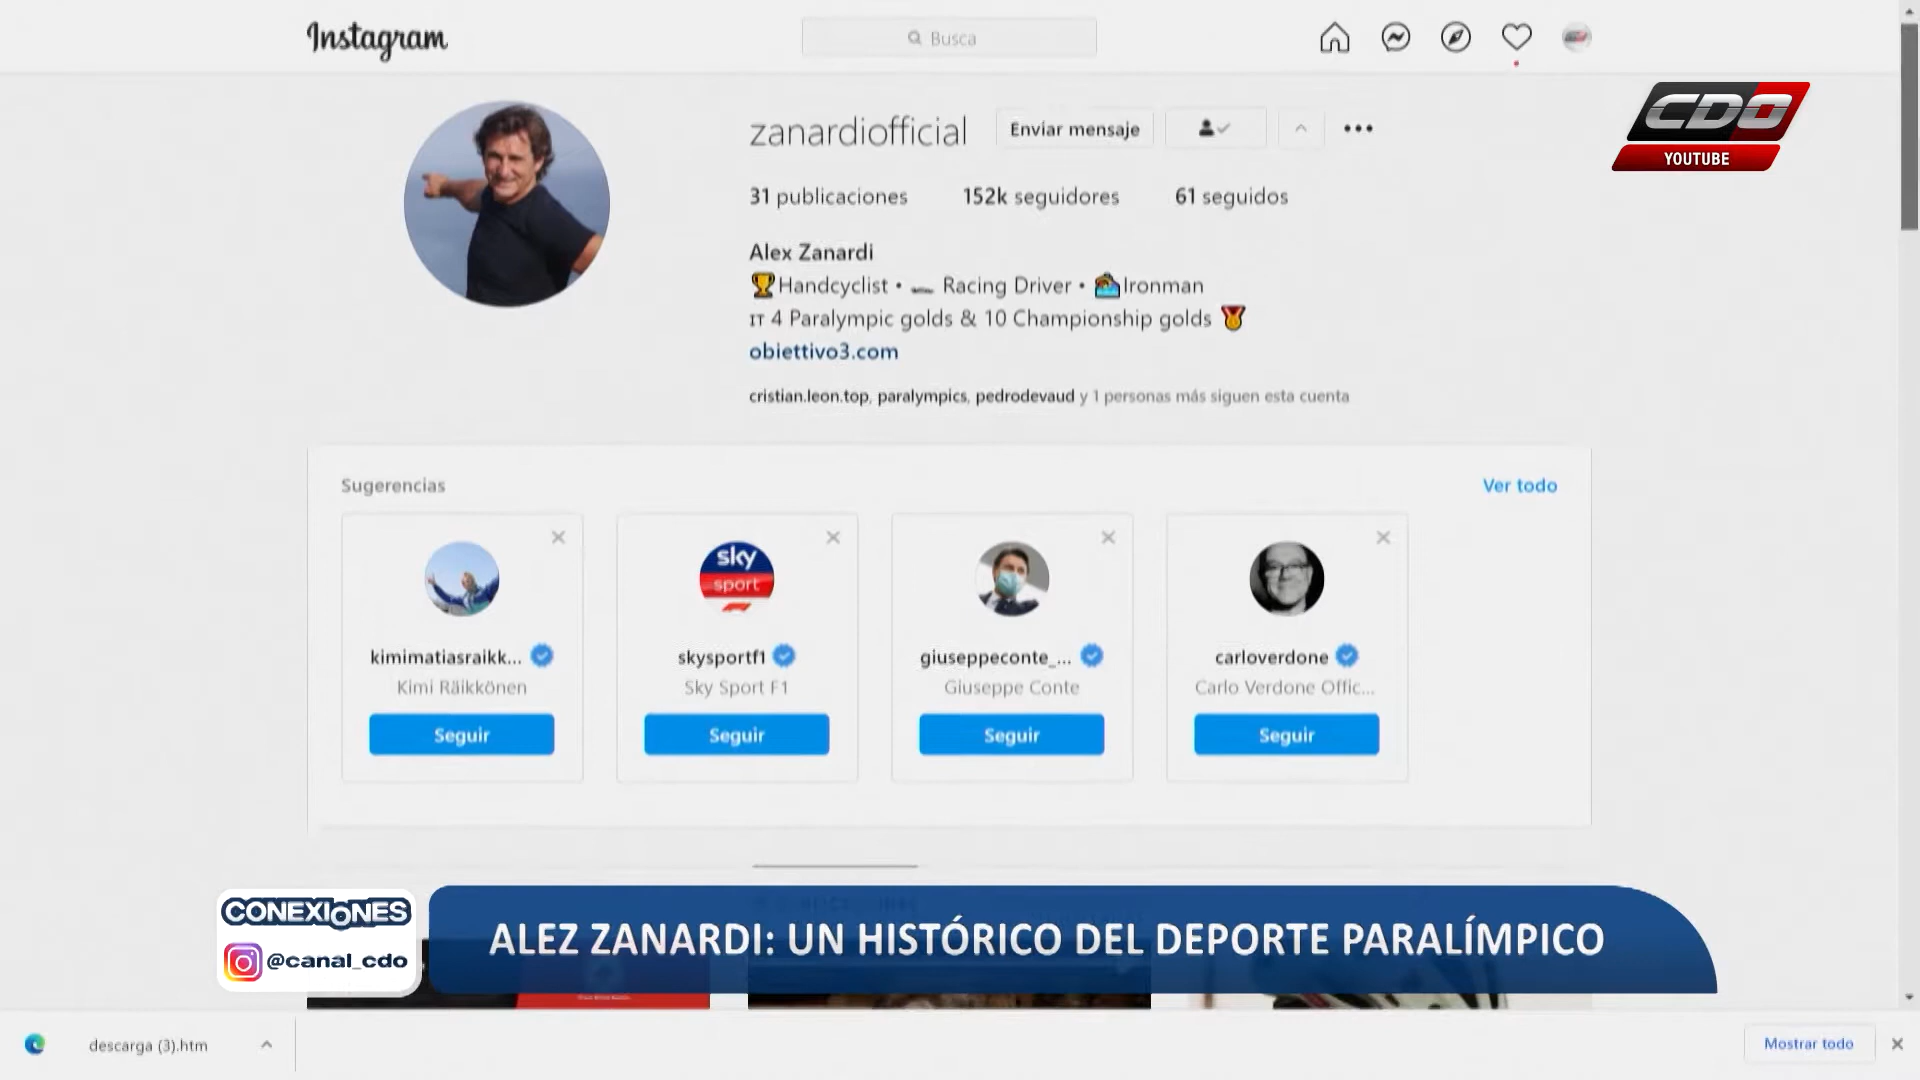 Instagram
Busca
CDO
YOUTUBE
zanardiofficial
Enviar mensaje
31 publicaciones 152k seguidores 61 seguidos
Alex Zanardi
🏆Handcyclist • Racing Driver • 🏊Ironman
IT 4 Paralympic golds & 10 Championship golds 🏅
obiettivo3.com
cristian.leon.top, paralympics, pedrodevaud y 1 personas más siguen esta cuenta
Sugerencias
Ver todo
sky
sport
kimimatiasraikk...
Kimi Räikkönen
Seguir
skysportf1
Sky Sport F1
Seguir
giuseppeconte_...
Giuseppe Conte
Seguir
carloverdone
Carlo Verdone Offic...
Seguir
CONEXIONES
@canal_cdo
ALEZ ZANARDI: UN HISTÓRICO DEL DEPORTE PARALÍMPICO
descarga (3).htm
Mostrar todo